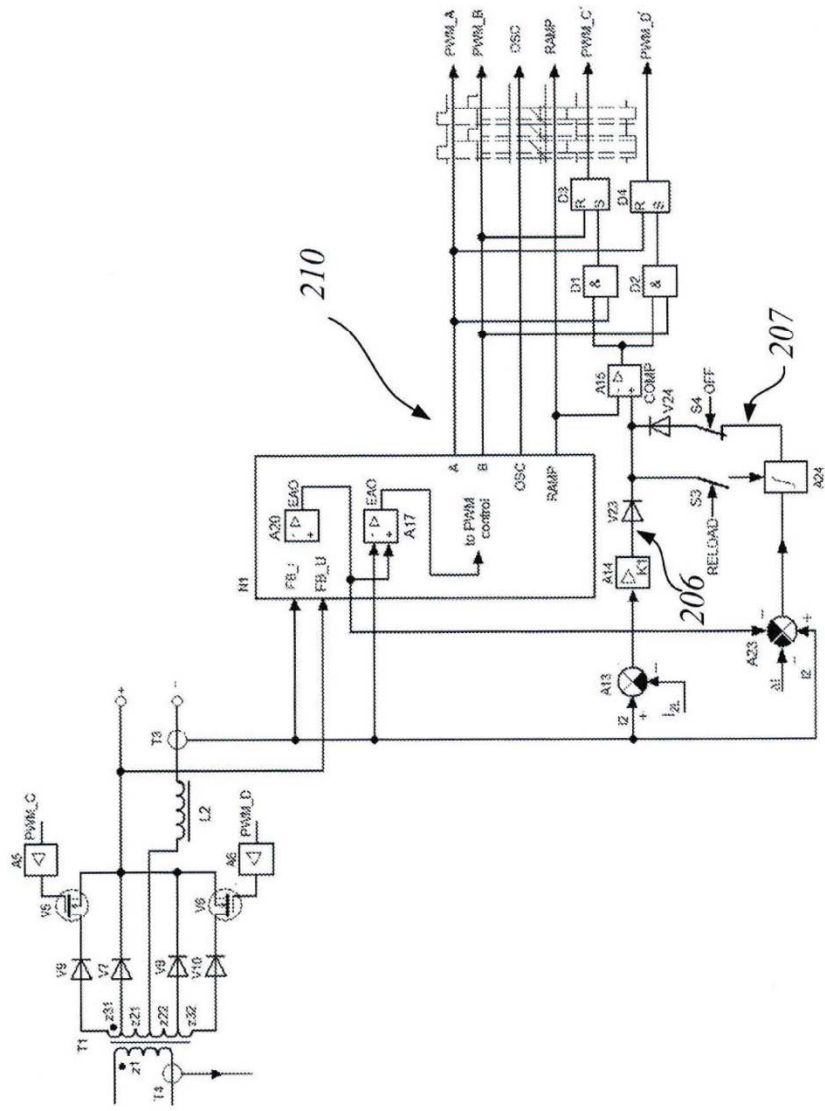 T1
z1
z31
z21
z22
z32
T4
V9
V7
V8
V10
V5
V6
A5
PWM_C
A6
PWM_D
L2
T3
+
-
N1
FB_I
FB_U
A20
EAO
- ▷
+
A17
EAO
- ▷
+
to PWM
control
A
B
OSC
RAMP
210
PWM_A
PWM_B
OSC
RAMP
PWM_C
PWM_D
D3
R
S
D4
R
S
D1
&
D2
&
A15
- ▷
+
COMP
A13
I2
+
-
I2L
A14
▷
K1
206
V23
V24
S3
RELOAD
S4
OFF
207
∫
A24
A23
-
ΔI
-
I2
+